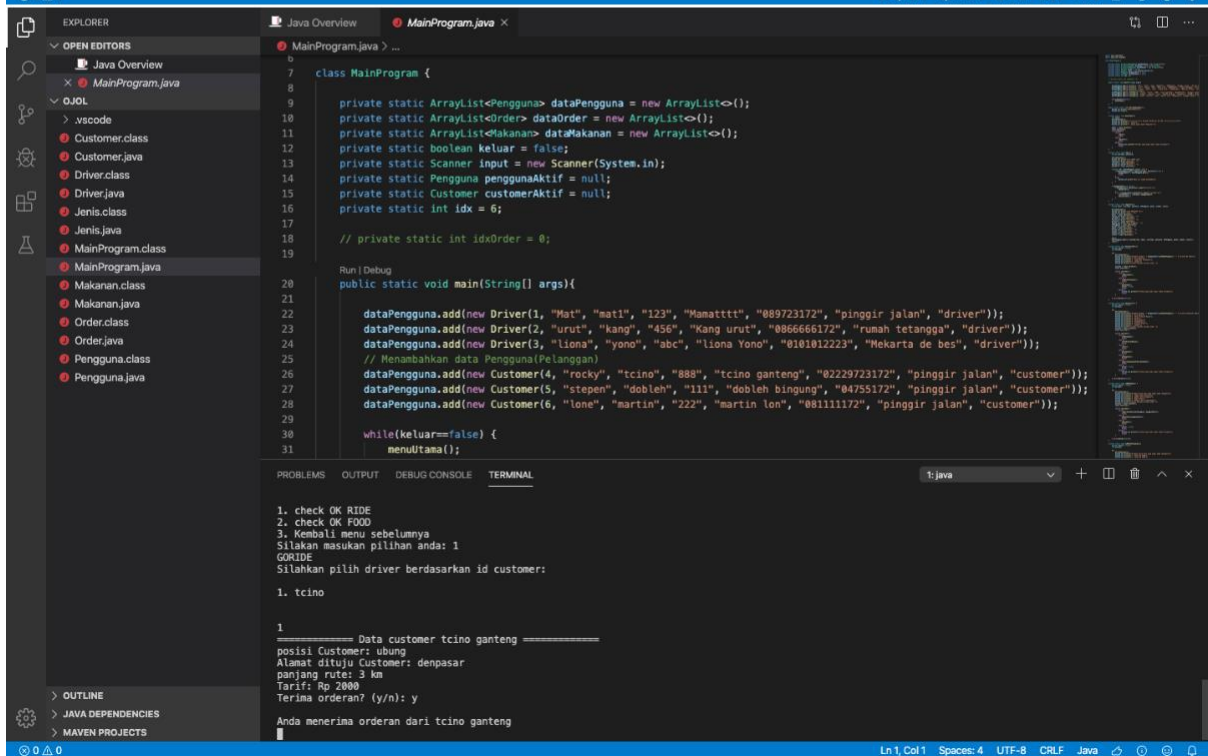 EXPLORER
OPEN EDITORS
Java Overview
MainProgram.java
OJOL
.vscode
Customer.class
Customer.java
Driver.class
Driver.java
Jenis.class
Jenis.java
MainProgram.class
MainProgram.java
Makanan.class
Makanan.java
Order.class
Order.java
Pengguna.class
Pengguna.java
OUTLINE
JAVA DEPENDENCIES
MAVEN PROJECTS
Java Overview MainProgram.java ×
MainProgram.java > ...
6
7 class MainProgram {
8
9 private static ArrayList<Pengguna> dataPengguna = new ArrayList<>();
10 private static ArrayList<Order> dataOrder = new ArrayList<>();
11 private static ArrayList<Makanan> dataMakanan = new ArrayList<>();
12 private static boolean keluar = false;
13 private static Scanner input = new Scanner(System.in);
14 private static Pengguna penggunaAktif = null;
15 private static Customer customerAktif = null;
16 private static int idx = 6;
17
18 // private static int idxOrder = 0;
19
Run | Debug
20 public static void main(String[] args){
21
22 dataPengguna.add(new Driver(1, "Mat", "mat1", "123", "Mamatttt", "089723172", "pinggir jalan", "driver"));
23 dataPengguna.add(new Driver(2, "urut", "kang", "456", "Kang urut", "0866666172", "rumah tetangga", "driver"));
24 dataPengguna.add(new Driver(3, "liona", "yono", "abc", "liona Yono", "0101012223", "Mekarta de bes", "driver"));
25 // Menambahkan data Pengguna(Pelanggan)
26 dataPengguna.add(new Customer(4, "rocky", "tcino", "888", "tcino ganteng", "02229723172", "pinggir jalan", "customer"));
27 dataPengguna.add(new Customer(5, "stepen", "dobleh", "111", "dobleh bingung", "04755172", "pinggir jalan", "customer"));
28 dataPengguna.add(new Customer(6, "lone", "martin", "222", "martin lon", "081111172", "pinggir jalan", "customer"));
29
30 while(keluar==false) {
31 menuUtama();
PROBLEMS OUTPUT DEBUG CONSOLE TERMINAL 1: java
1. check OK RIDE
2. check OK FOOD
3. Kembali menu sebelumnya
Silakan masukan pilihan anda: 1
GORIDE
Silahkan pilih driver berdasarkan id customer:
1. tcino
1
============= Data customer tcino ganteng =============
posisi Customer: ubung
Alamat dituju Customer: denpasar
panjang rute: 3 km
Tarif: Rp 2000
Terima orderan? (y/n): y
Anda menerima orderan dari tcino ganteng
0 0 Ln 1, Col 1 Spaces: 4 UTF-8 CRLF Java